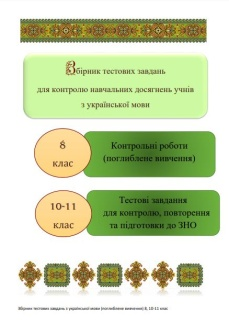 Збірник тестових завдань
для контролю навчальних досягнень учнів
з української мови
8
клас
Контрольні роботи
(поглиблене вивчення)
10-11
клас
Тестові завдання
для контролю, повторення
та підготовки до ЗНО
Збірник тестових завдань з української мови (поглиблене вивчення) 8, 10-11 клас